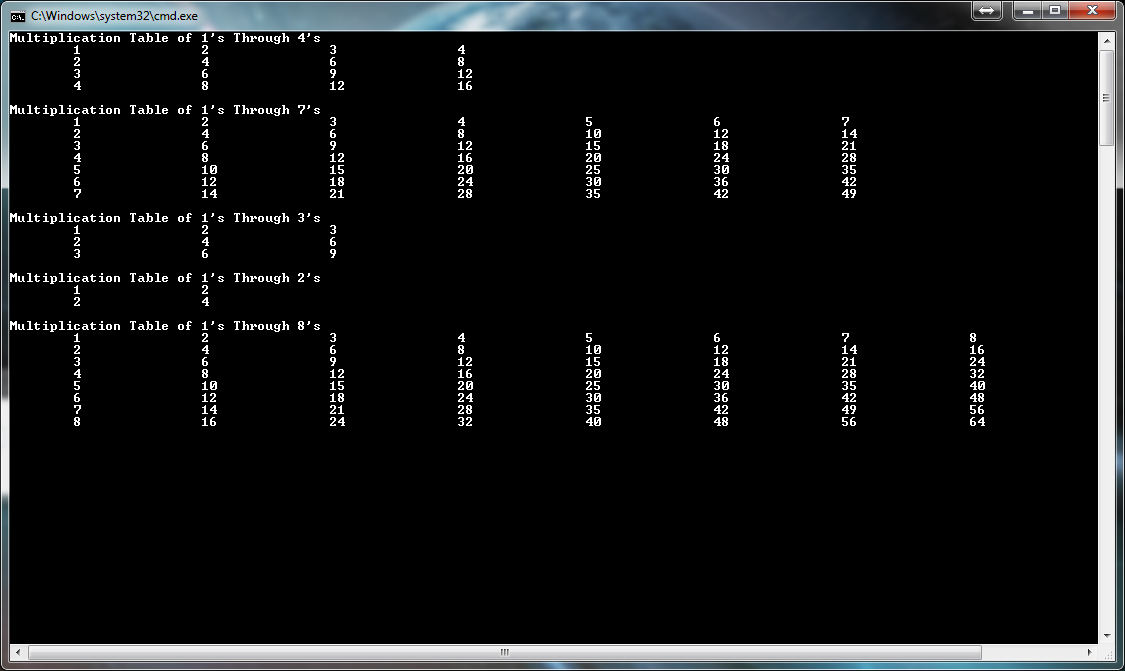 C:\Windows\system32\cmd.exe
Multiplication Table of 1's Through 4's
1 2 3 4
2 4 6 8
3 6 9 12
4 8 12 16
Multiplication Table of 1's Through 7's
1 2 3 4 5 6 7
2 4 6 8 10 12 14
3 6 9 12 15 18 21
4 8 12 16 20 24 28
5 10 15 20 25 30 35
6 12 18 24 30 36 42
7 14 21 28 35 42 49
Multiplication Table of 1's Through 3's
1 2 3
2 4 6
3 6 9
Multiplication Table of 1's Through 2's
1 2
2 4
Multiplication Table of 1's Through 8's
1 2 3 4 5 6 7 8
2 4 6 8 10 12 14 16
3 6 9 12 15 18 21 24
4 8 12 16 20 24 28 32
5 10 15 20 25 30 35 40
6 12 18 24 30 36 42 48
7 14 21 28 35 42 49 56
8 16 24 32 40 48 56 64